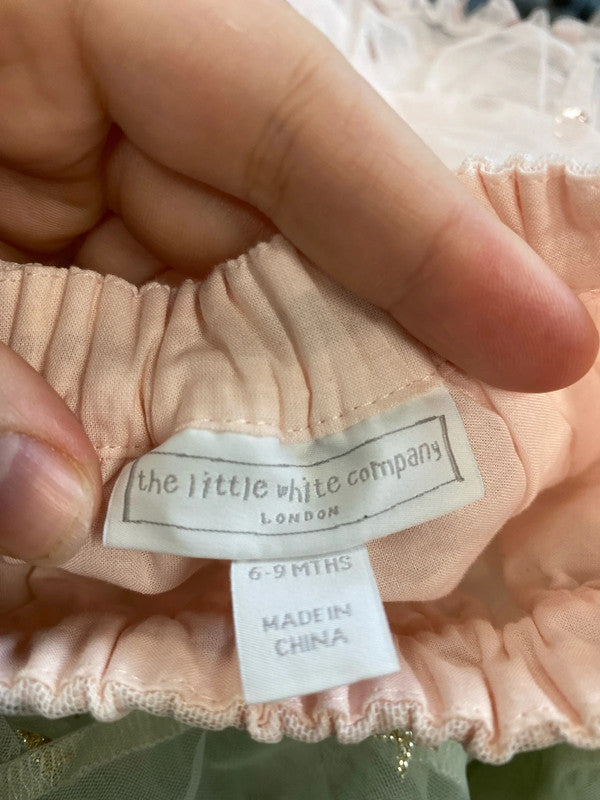 the little white company
LONDON
6-9 MTHS
MADE IN
CHINA